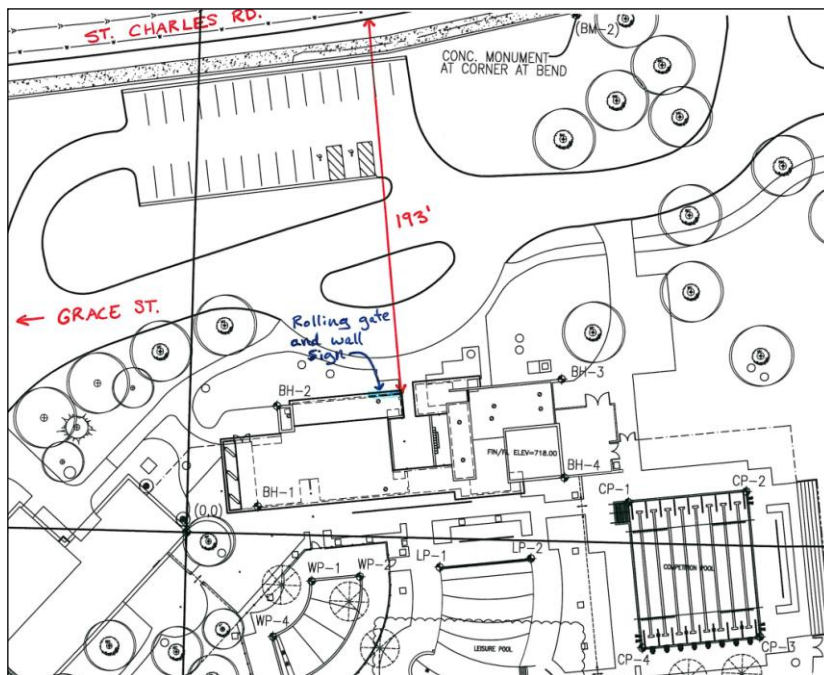 ST. CHARLES RD.
(BM-2)
CONC. MONUMENT
AT CORNER AT BEND
193'
← GRACE ST.
Rolling gate
and wall
sign
BH-2
BH-3
FIN/FL ELEV=718.00
BH-4
BH-1
CP-1
CP-2
(0,0)
LP-1
LP-2
WP-1
WP-2
COMPETITION POOL
WP-4
LEISURE POOL
CP-4
CP-3